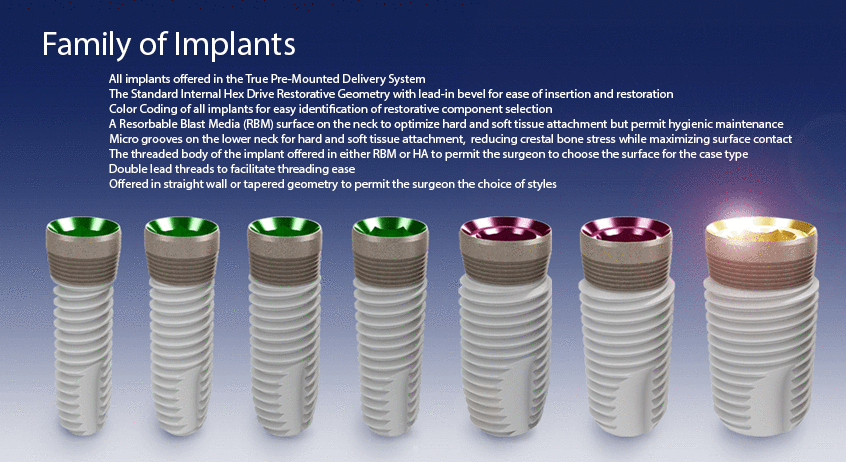 Family of Implants
All implants offered in the True Pre-Mounted Delivery System
The Standard Internal Hex Drive Restorative Geometry with lead-in bevel for ease of insertion and restoration
Color Coding of all implants for easy identification of restorative component selection
A Resorbable Blast Media (RBM) surface on the neck to optimize hard and soft tissue attachment but permit hygienic maintenance
Micro grooves on the lower neck for hard and soft tissue attachment, reducing crestal bone stress while maximizing surface contact
The threaded body of the implant offered in either RBM or HA to permit the surgeon to choose the surface for the case type
Double lead threads to facilitate threading ease
Offered in straight wall or tapered geometry to permit the surgeon the choice of styles